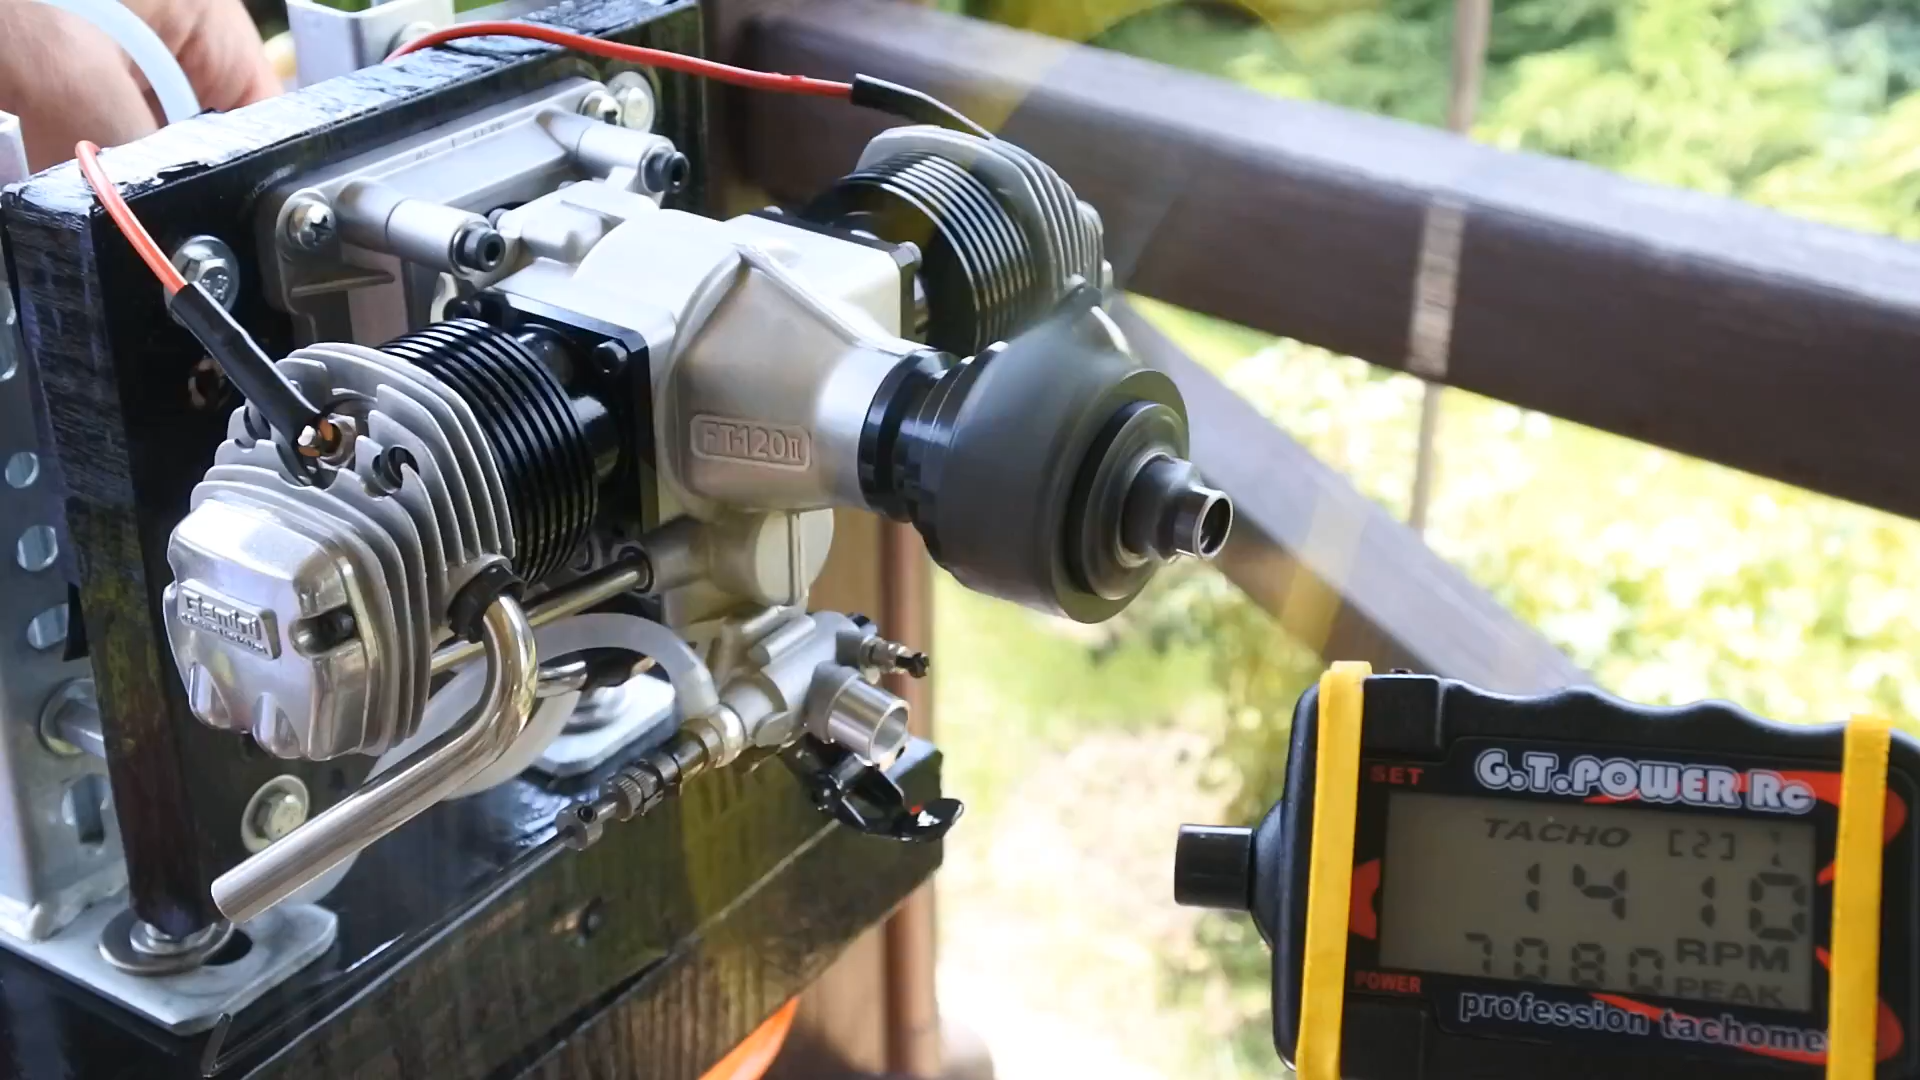 FT-120II
Gemini
SET
G.T.POWER Rc
TACHO [2]
1410
RPM
7080
PEAK
POWER
profession tachome